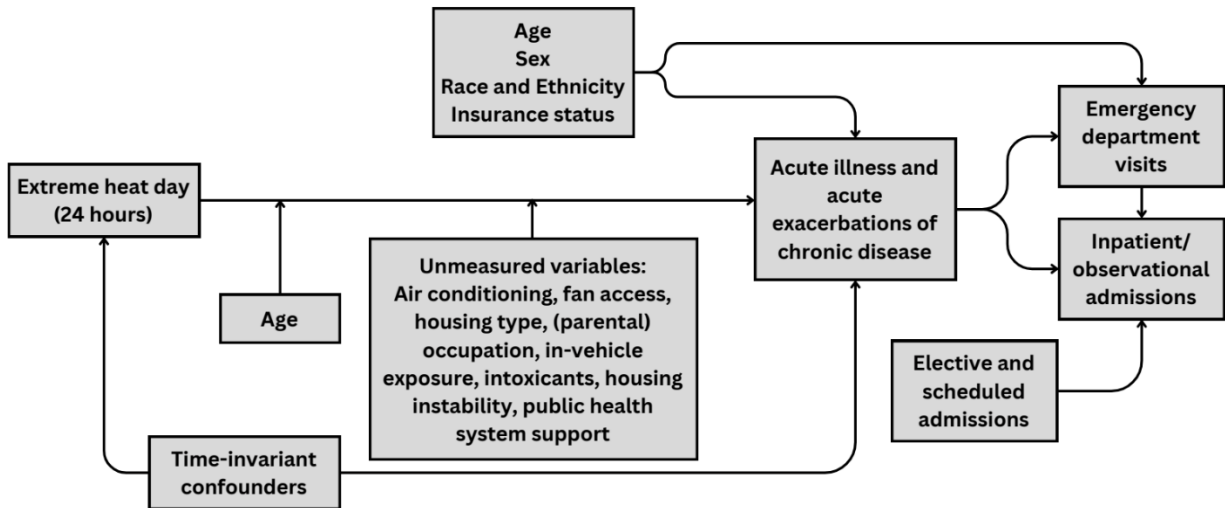 Age
Sex
Race and Ethnicity
Insurance status
Emergency
department
visits
Extreme heat day
(24 hours)
Acute illness and
acute
exacerbations of
chronic disease
Inpatient/
observational
admissions
Unmeasured variables:
Air conditioning, fan access,
housing type, (parental)
occupation, in-vehicle
exposure, intoxicants, housing
instability, public health
system support
Age
Elective and
scheduled
admissions
Time-invariant
confounders